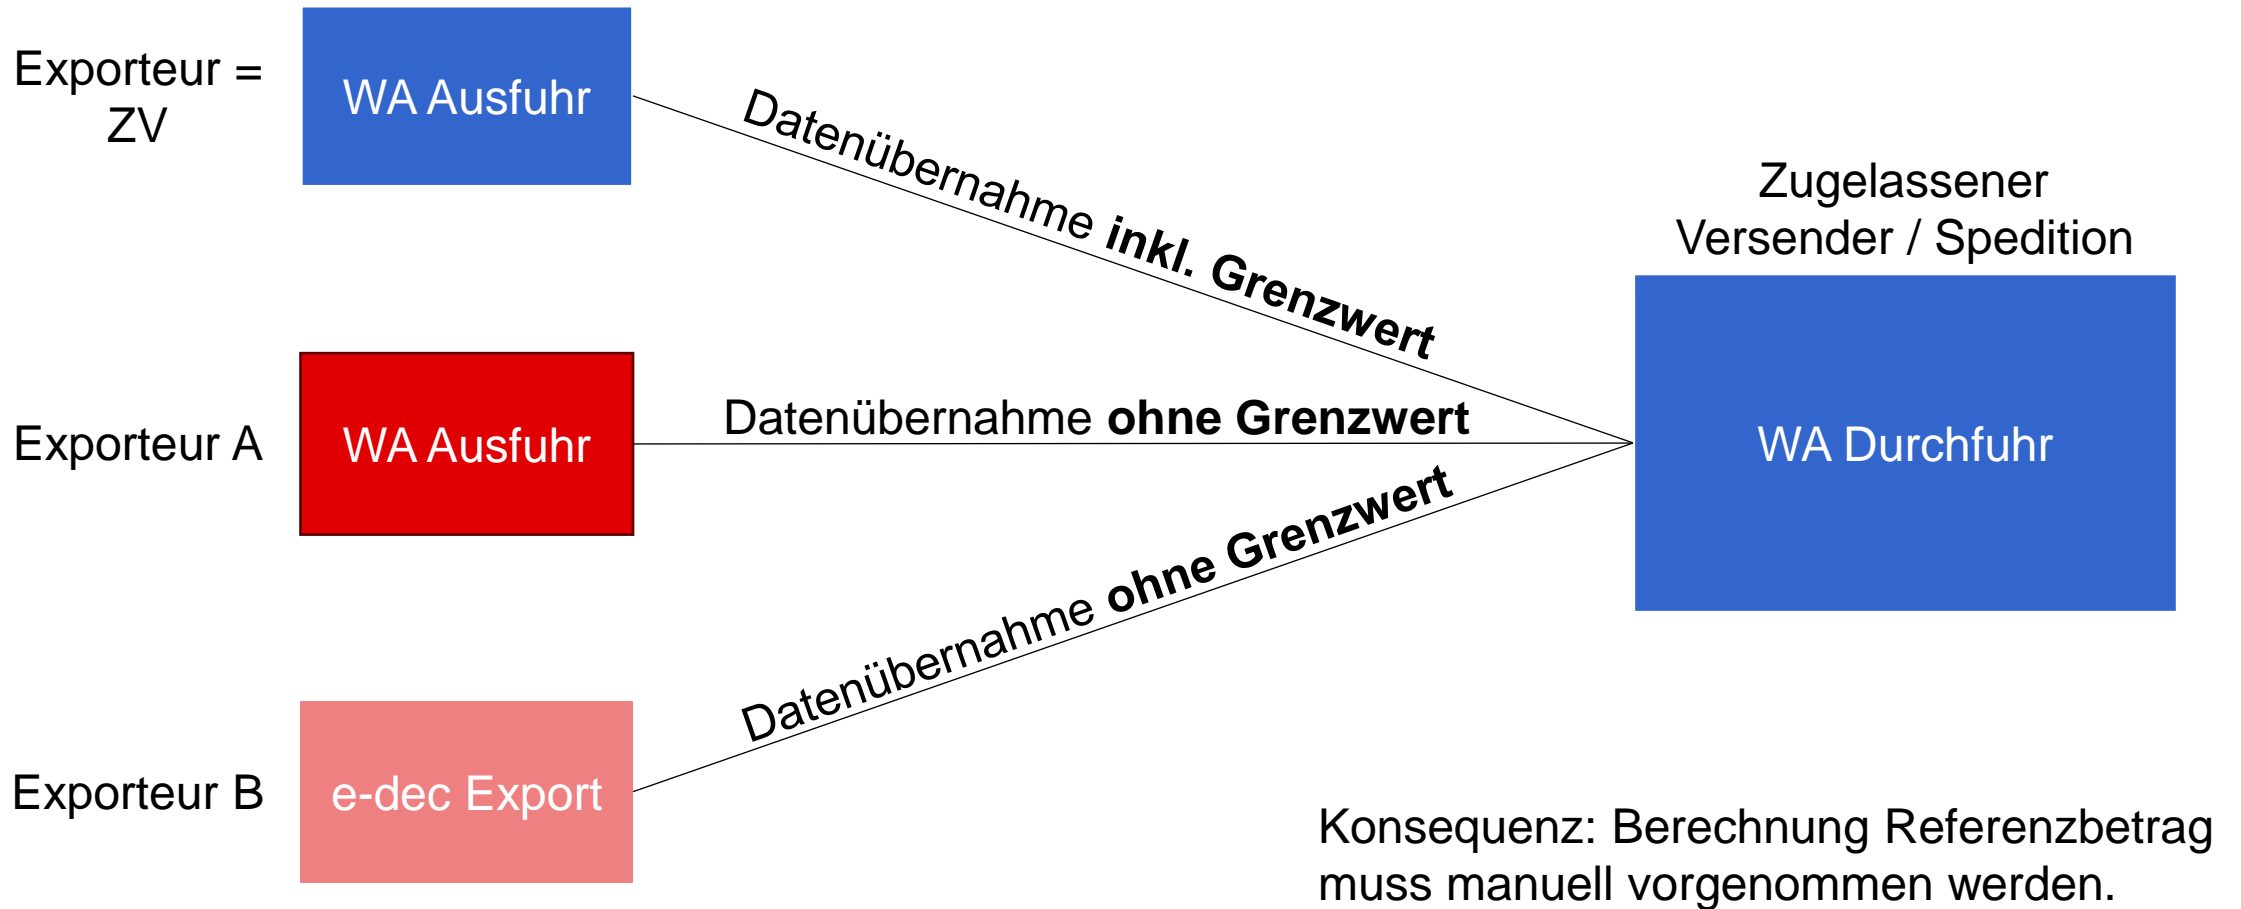 Exporteur =
ZV
WA Ausfuhr
Datenübernahme inkl. Grenzwert
Zugelassener
Versender / Spedition
Exporteur A
WA Ausfuhr
Datenübernahme ohne Grenzwert
WA Durchfuhr
Datenübernahme ohne Grenzwert
Exporteur B
e-dec Export
Konsequenz: Berechnung Referenzbetrag
muss manuell vorgenommen werden.